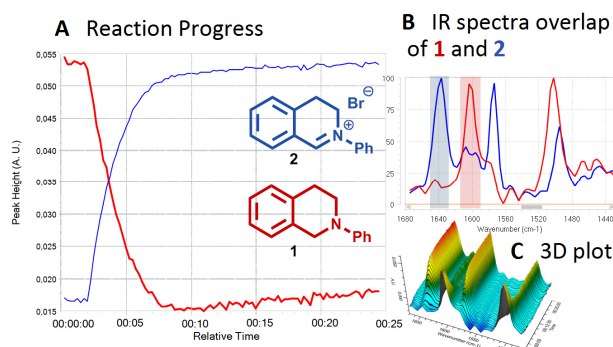 A Reaction Progress
0,055
0,050
0,045
0,040
0,035
0,030
0,025
0,020
0,015
Peak Height (A. U.)
00:00:00
00:05
00:10
00:15
00:20
00:25
Relative Time
Br⊖
N+
Ph
2
N
Ph
1
B IR spectra overlap
of 1 and 2
100
75
50
25
0
1680
1640
1600
1560
1520
1480
1440
Wavenumber (cm-1)
C 3D plot